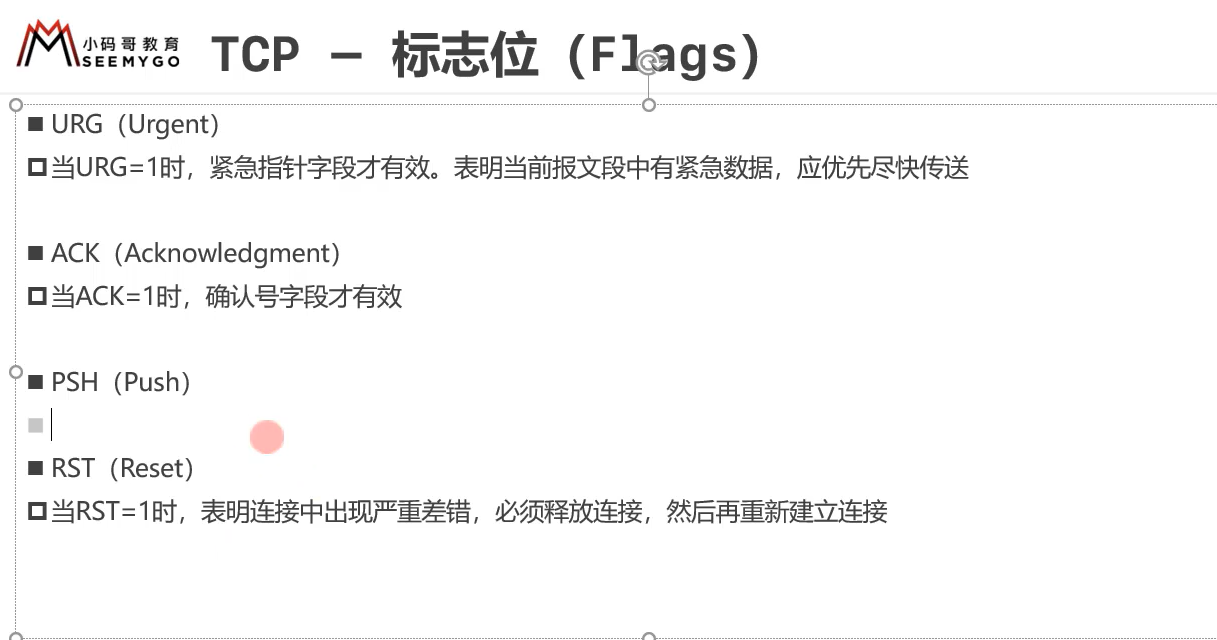 小码哥教育
SEEMYGO
TCP – 标志位（Flags）
URG（Urgent）
当URG=1时，紧急指针字段才有效。表明当前报文段中有紧急数据，应优先尽快传送
ACK（Acknowledgment）
当ACK=1时，确认号字段才有效
PSH（Push）
RST（Reset）
当RST=1时，表明连接中出现严重差错，必须释放连接，然后再重新建立连接